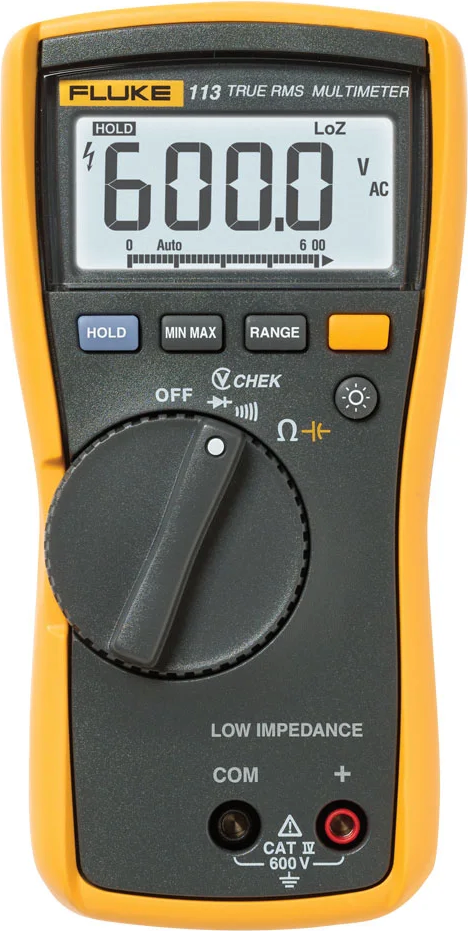 FLUKE 113 TRUE RMS MULTIMETER
HOLD LoZ
600.0 V AC
0 Auto 6 00
HOLD MIN MAX RANGE
V CHEK
OFF
Ω
LOW IMPEDANCE
COM +
CAT IV
600 V